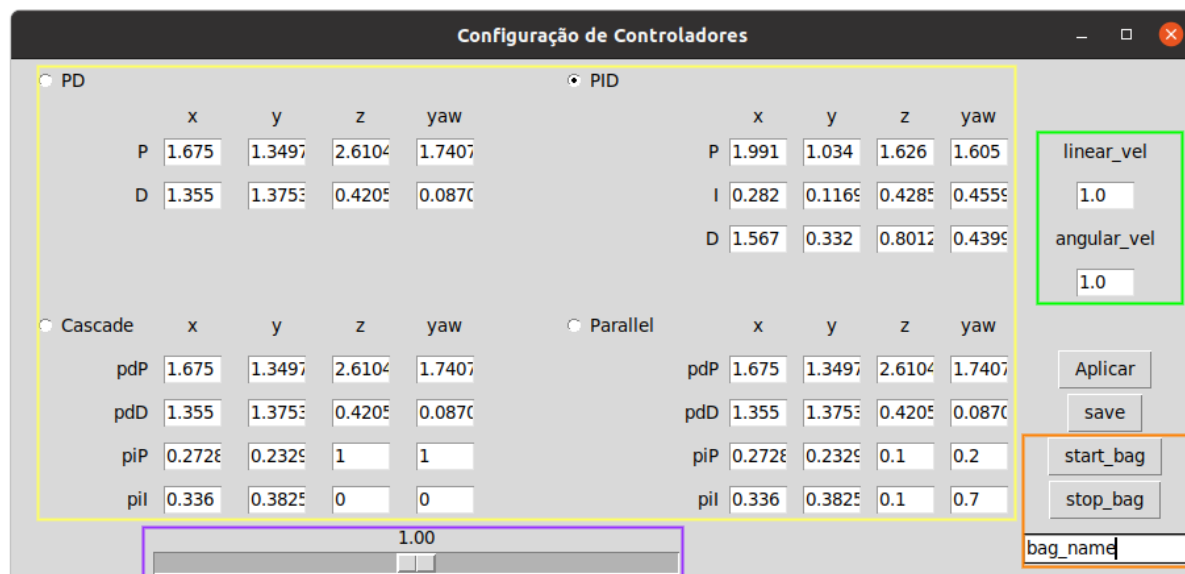 Configuração de Controladores
PD PID
x y z yaw x y z yaw
P 1.675 1.3497 2.6104 1.7407 P 1.991 1.034 1.626 1.605 linear_vel
D 1.355 1.3753 0.4205 0.0870 I 0.282 0.1169 0.4285 0.4559 1.0
D 1.567 0.332 0.8012 0.4399 angular_vel
1.0
Cascade x y z yaw Parallel x y z yaw
pdP 1.675 1.3497 2.6104 1.7407 pdP 1.675 1.3497 2.6104 1.7407 Aplicar
pdD 1.355 1.3753 0.4205 0.0870 pdD 1.355 1.3753 0.4205 0.0870 save
piP 0.2728 0.2329 1 1 piP 0.2728 0.2329 0.1 0.2 start_bag
piI 0.336 0.3825 0 0 piI 0.336 0.3825 0.1 0.7 stop_bag
1.00 bag_name